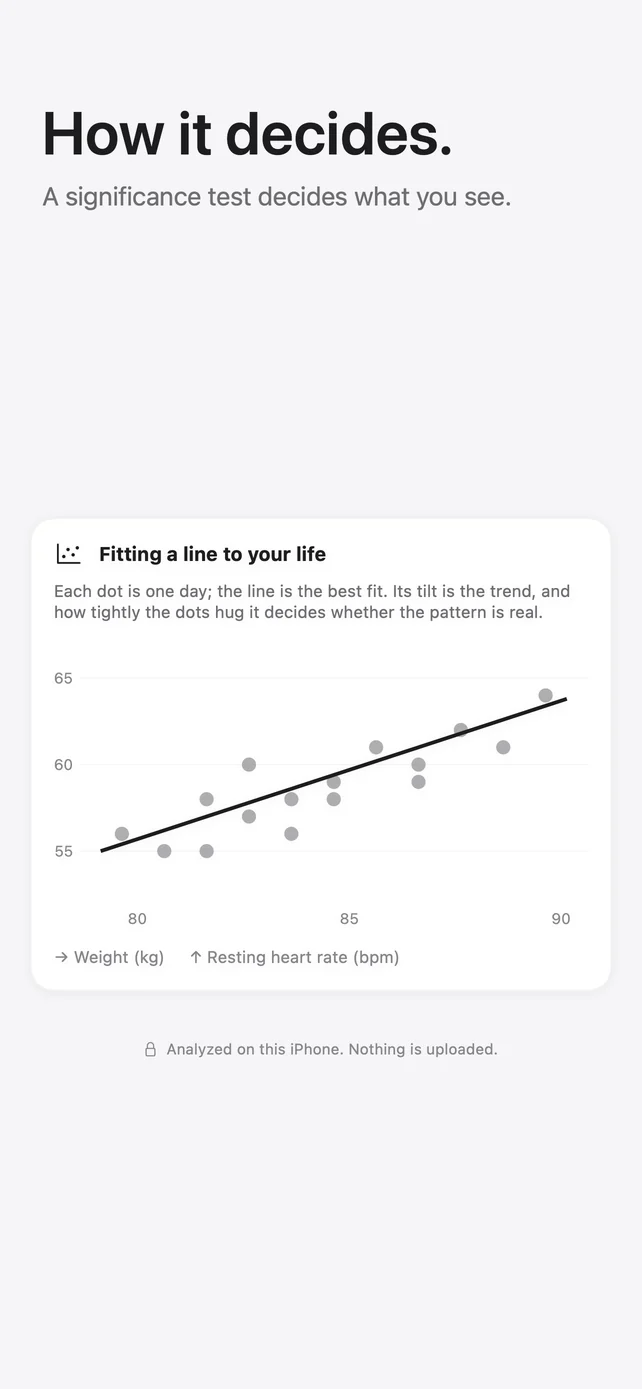 How it decides.
A significance test decides what you see.
Fitting a line to your life
Each dot is one day; the line is the best fit. Its tilt is the trend, and
how tightly the dots hug it decides whether the pattern is real.
65
60
55
80 85 90
→ Weight (kg) ↑ Resting heart rate (bpm)
Analyzed on this iPhone. Nothing is uploaded.